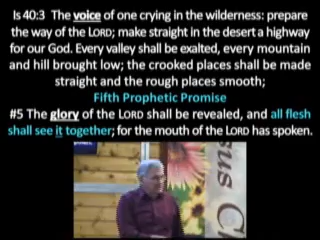 Is 40:3 The voice of one crying in the wilderness: prepare
the way of the LORD; make straight in the desert a highway
for our God. Every valley shall be exalted, every mountain
and hill brought low; the crooked places shall be made
straight and the rough places smooth;
Fifth Prophetic Promise
#5 The glory of the LORD shall be revealed, and all flesh
shall see it together; for the mouth of the LORD has spoken.
sus Ch